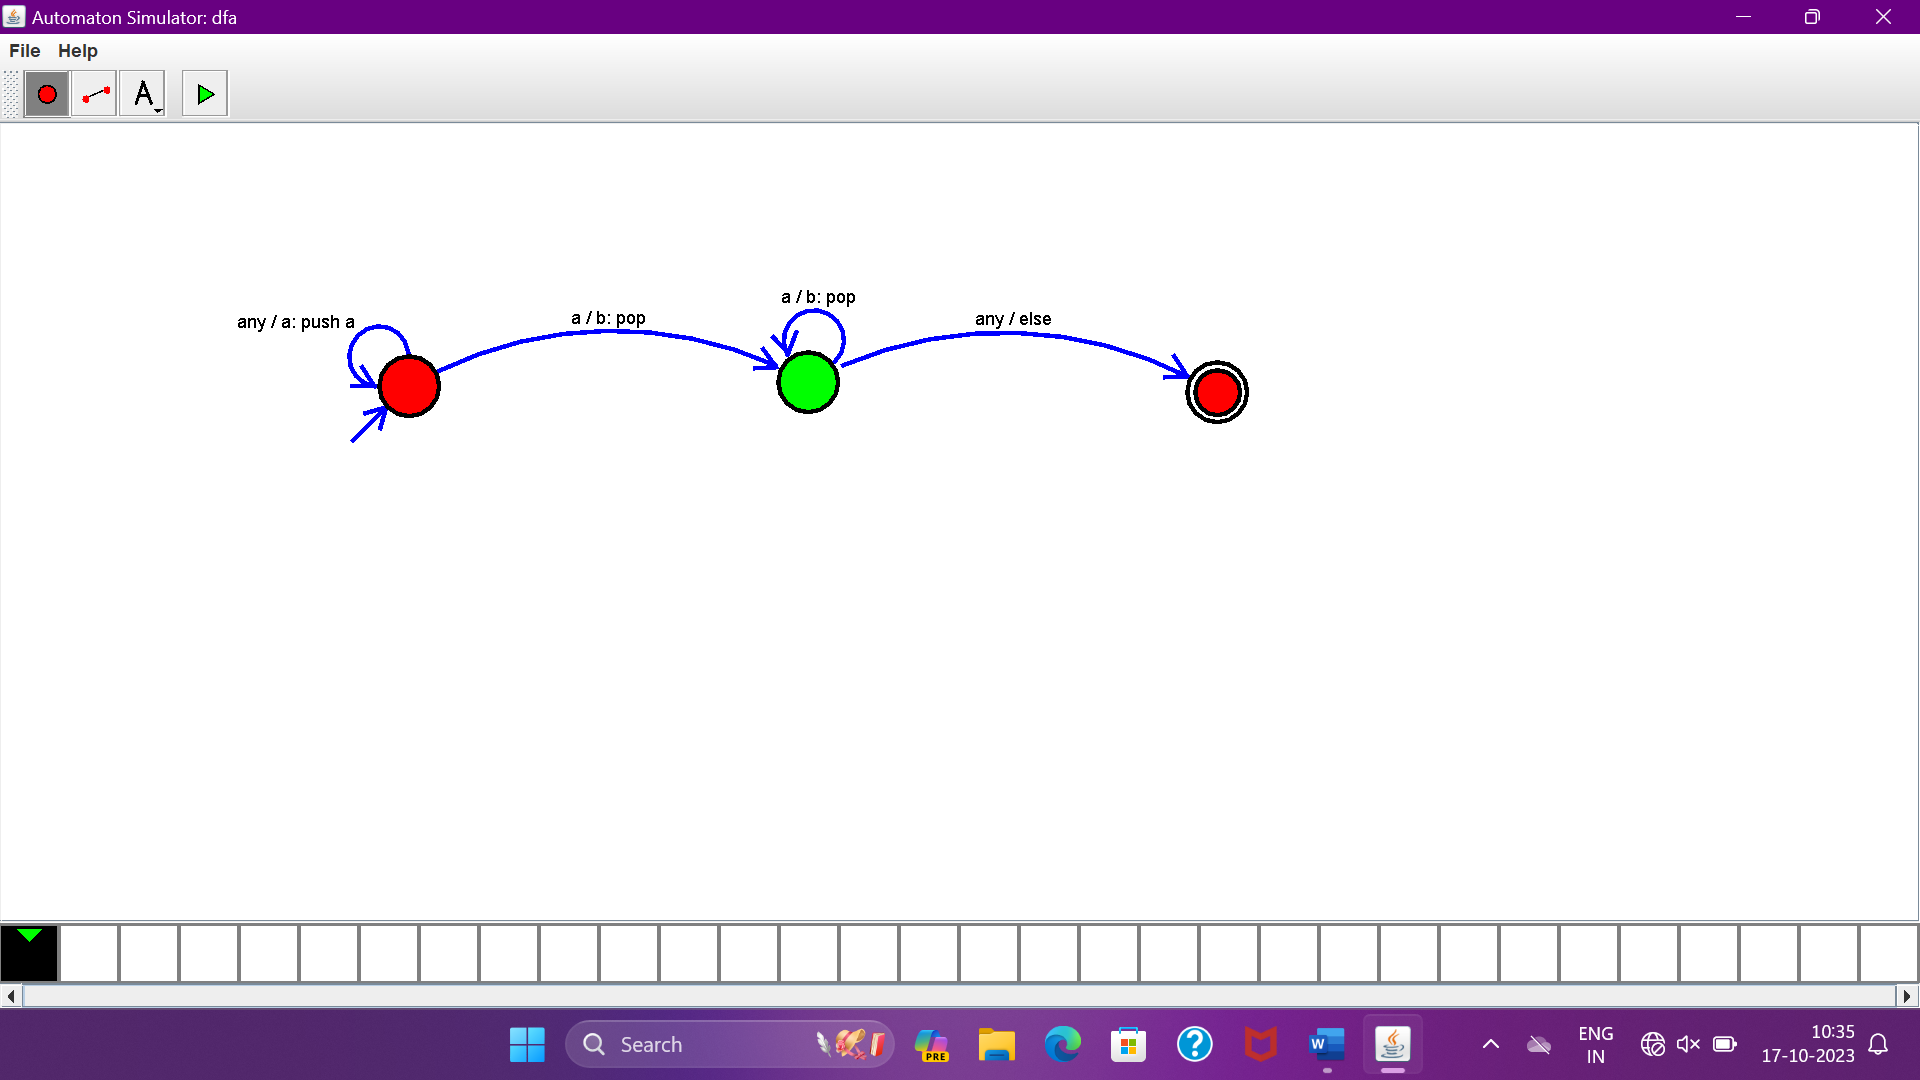 Automaton Simulator: dfa
File Help
A
any / a: push a
a / b: pop
a / b: pop
any / else
Search
PRE
W
ENG
IN
10:35
17-10-2023